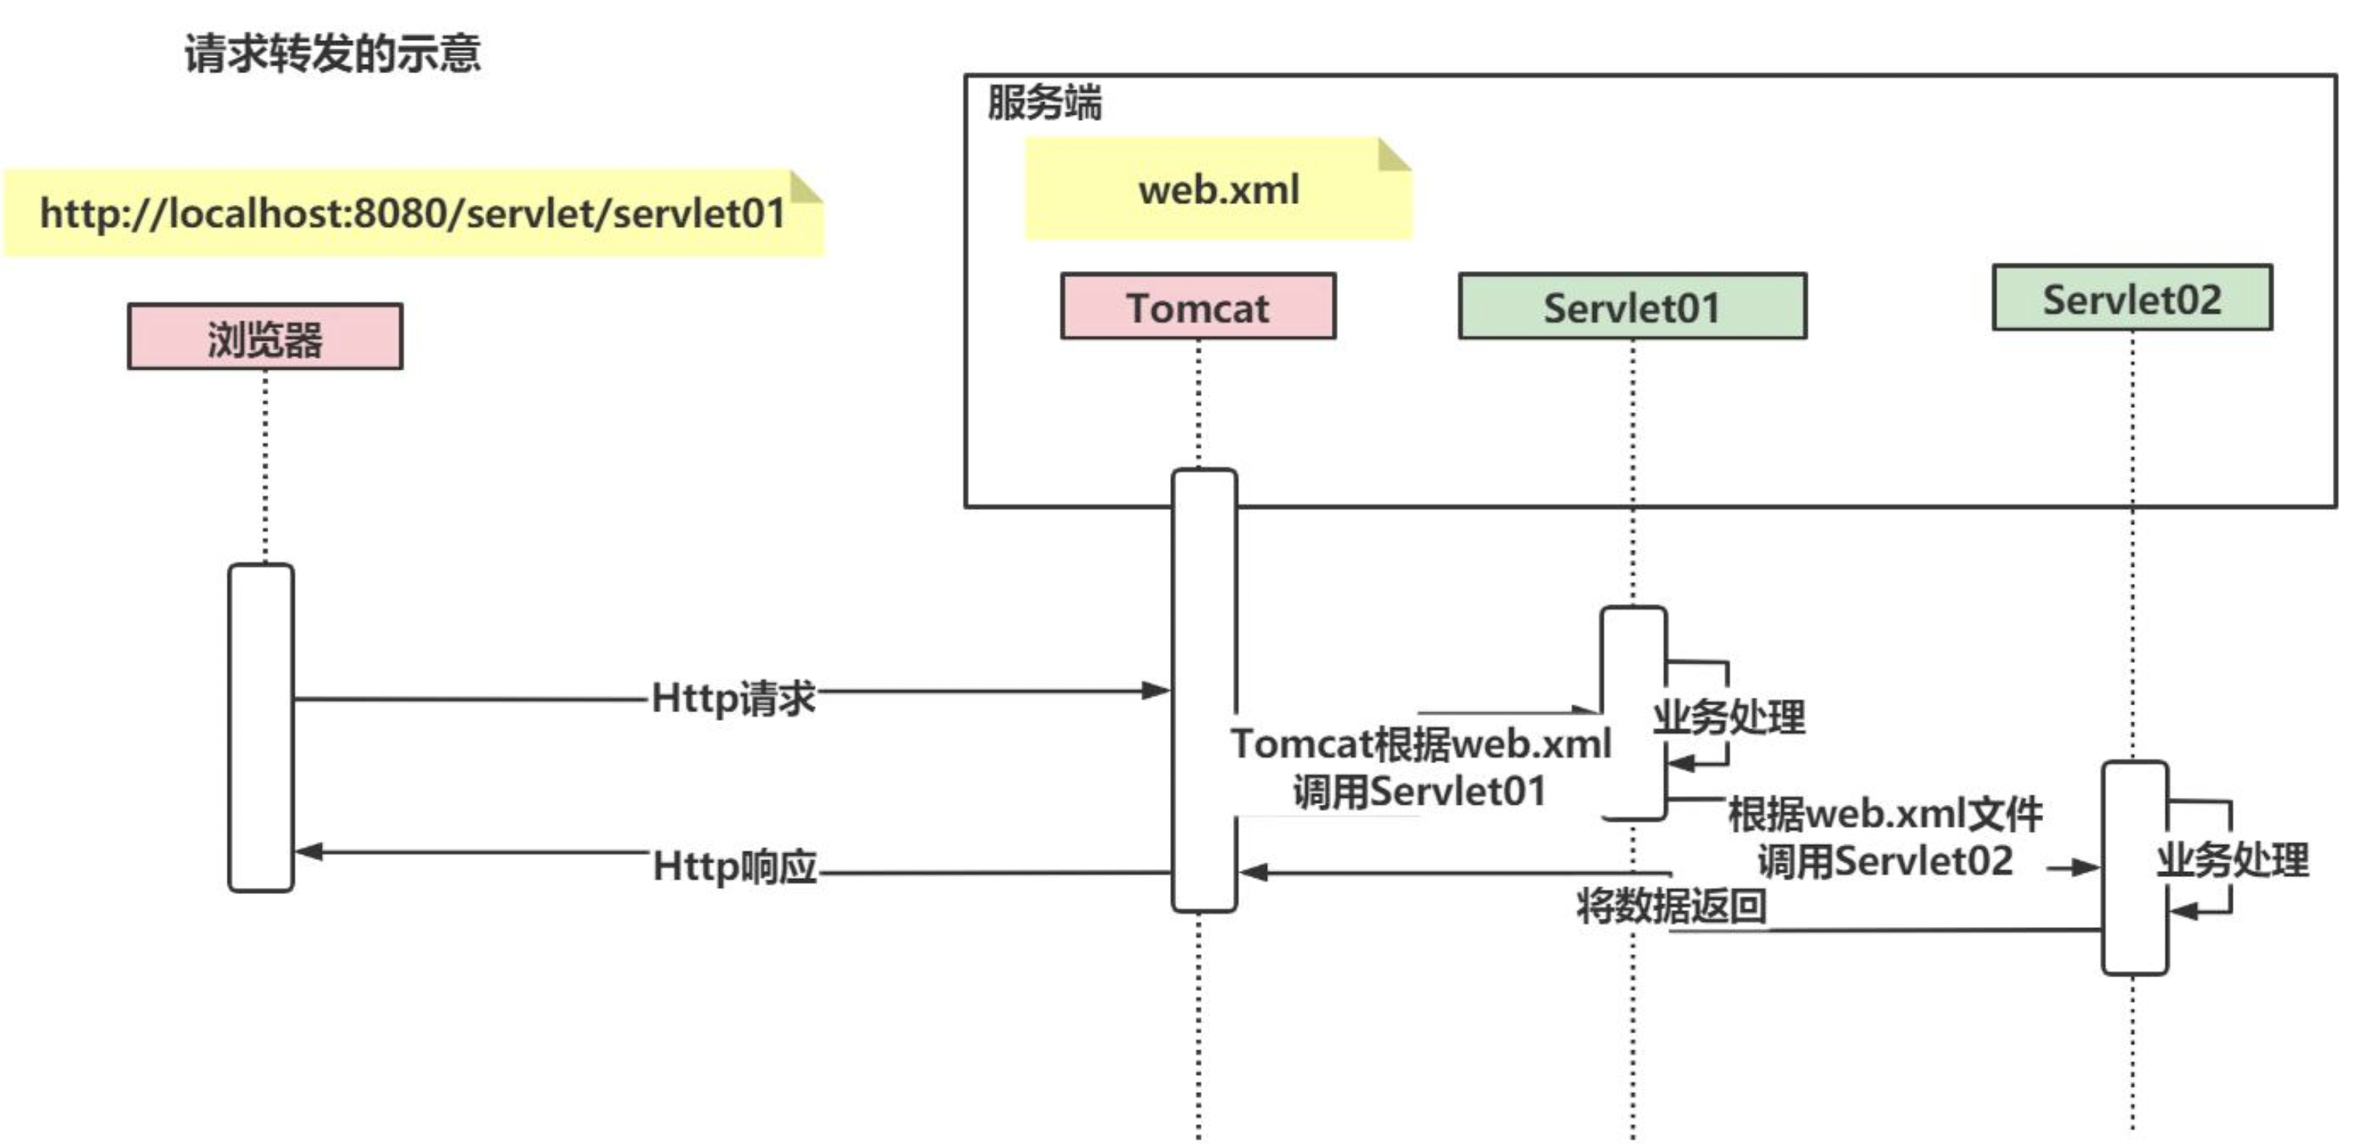 请求转发的示意
服务端
web.xml
http://localhost:8080/servlet/servlet01
浏览器
Tomcat
Servlet01
Servlet02
Http请求
Tomcat根据web.xml
调用Servlet01
业务处理
根据web.xml文件
调用Servlet02
业务处理
Http响应
将数据返回